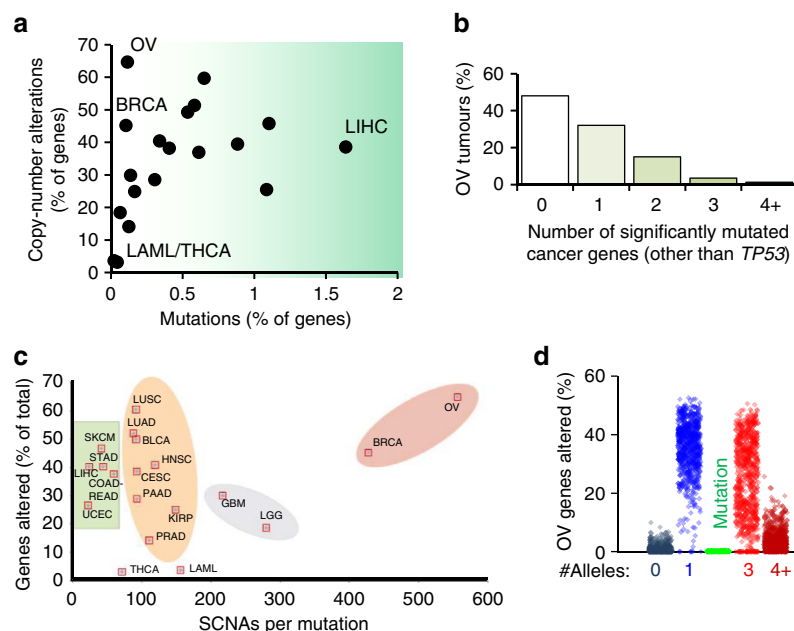 a
70
60
50
40
30
20
10
0
Copy-number alterations
(% of genes)
OV
BRCA
LIHC
LAML/THCA
0 0.5 1 1.5 2
Mutations (% of genes)
b
60
40
20
0
OV tumours (%)
0 1 2 3 4+
Number of significantly mutated
cancer genes (other than TP53)
c
70
60
50
40
30
20
10
0
Genes altered (% of total)
LUSC
LUAD
SKCM
BLCA
STAD
HNSC
LIHC
CESC
COAD-
READ
PAAD
UCEC
KIRP
PRAD
THCA
LAML
GBM
LGG
BRCA
OV
0 100 200 300 400 500 600
SCNAs per mutation
d
60
40
20
0
OV genes altered (%)
Mutation
#Alleles: 0 1 3 4+